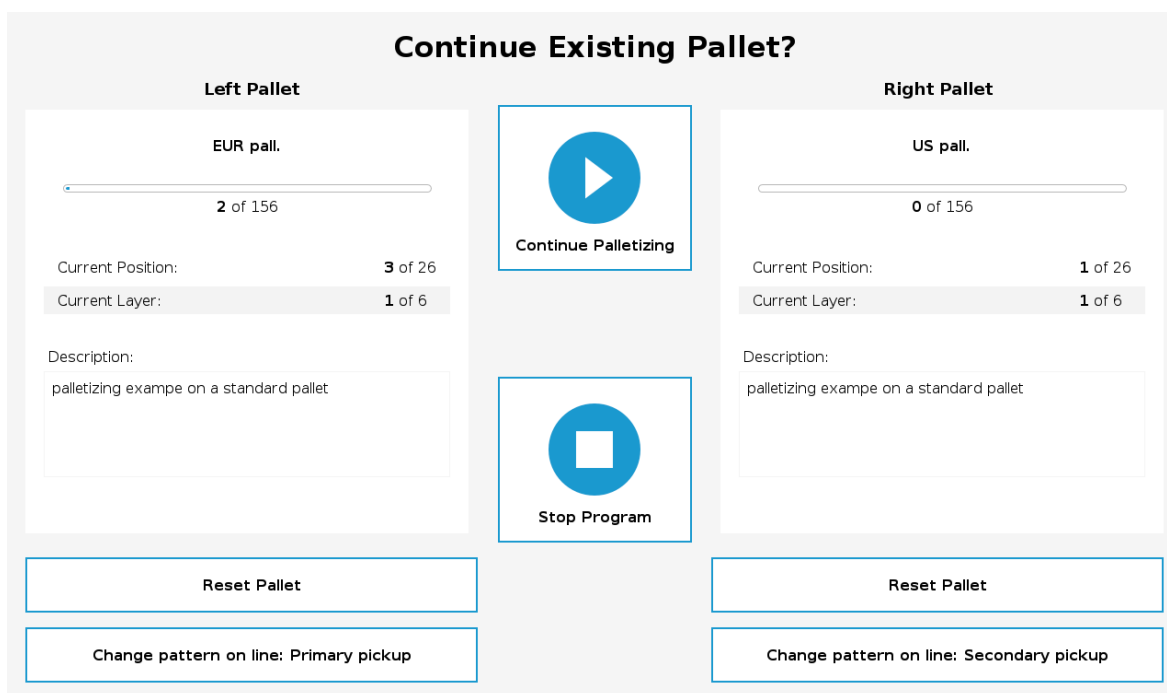 Continue Existing Pallet?
Left Pallet
EUR pall.
2 of 156
Current Position: 3 of 26
Current Layer: 1 of 6
Description:
palletizing exampe on a standard pallet
Reset Pallet
Change pattern on line: Primary pickup
Continue Palletizing
Stop Program
Right Pallet
US pall.
0 of 156
Current Position: 1 of 26
Current Layer: 1 of 6
Description:
palletizing exampe on a standard pallet
Reset Pallet
Change pattern on line: Secondary pickup